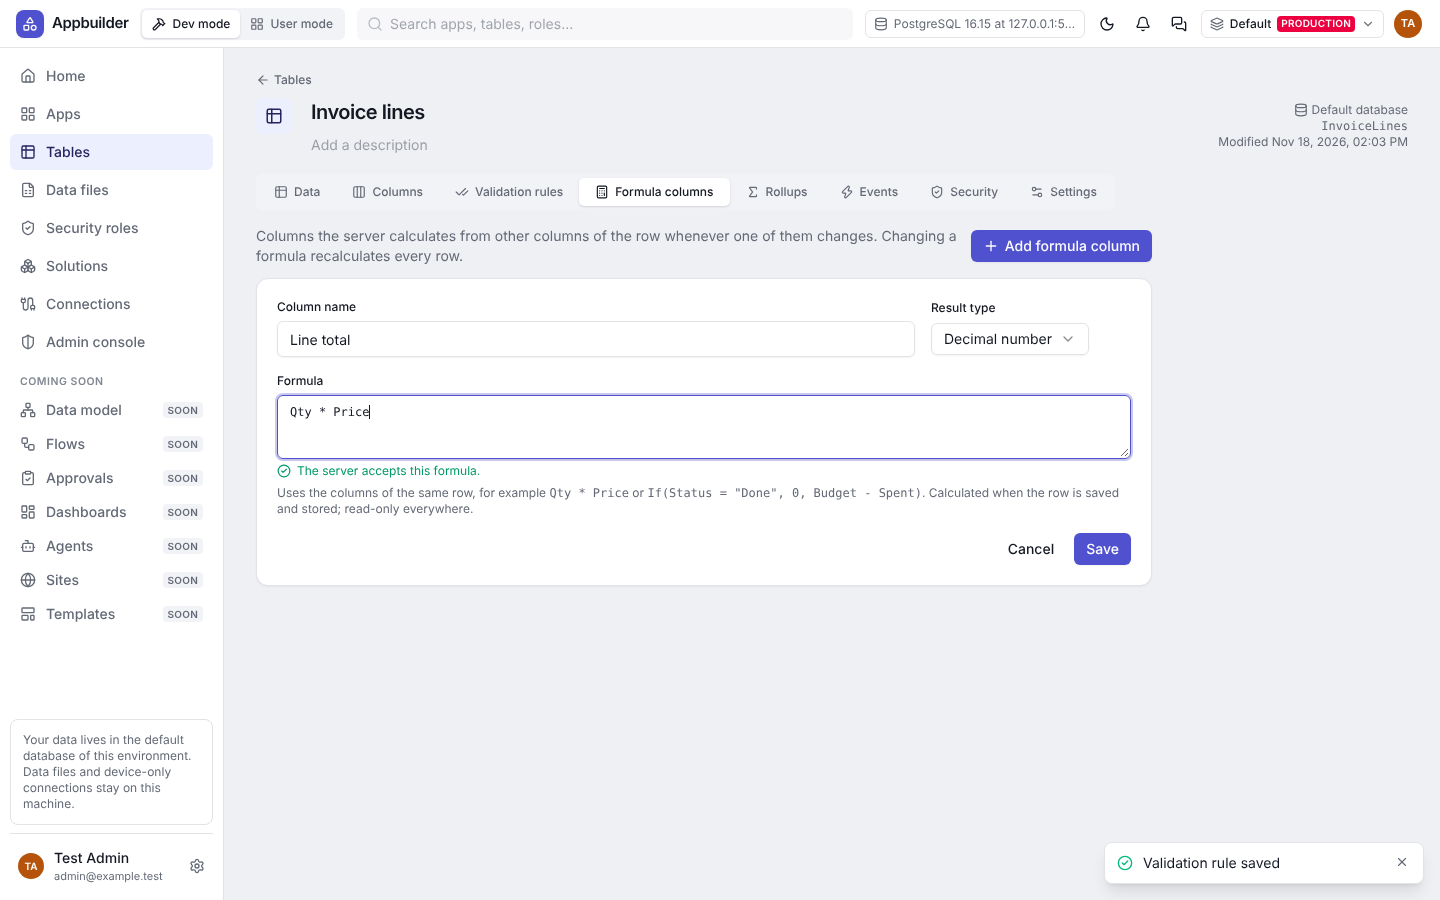 Appbuilder
Dev mode
User mode
Search apps, tables, roles...
PostgreSQL 16.15 at 127.0.0.1:5...
Default PRODUCTION
TA
Home
Apps
Tables
Data files
Security roles
Solutions
Connections
Admin console
COMING SOON
Data model SOON
Flows SOON
Approvals SOON
Dashboards SOON
Agents SOON
Sites SOON
Templates SOON
Your data lives in the default
database of this environment.
Data files and device-only
connections stay on this
machine.
TA
Test Admin
admin@example.test
Tables
Invoice lines
Add a description
Default database
InvoiceLines
Modified Nov 18, 2026, 02:03 PM
Data
Columns
Validation rules
Formula columns
Rollups
Events
Security
Settings
Columns the server calculates from other columns of the row whenever one of them changes. Changing a
formula recalculates every row.
Add formula column
Column name
Line total
Result type
Decimal number
Formula
Qty * Price
The server accepts this formula.
Uses the columns of the same row, for example Qty * Price or If(Status = "Done", 0, Budget - Spent). Calculated when the row is saved
and stored; read-only everywhere.
Cancel
Save
Validation rule saved